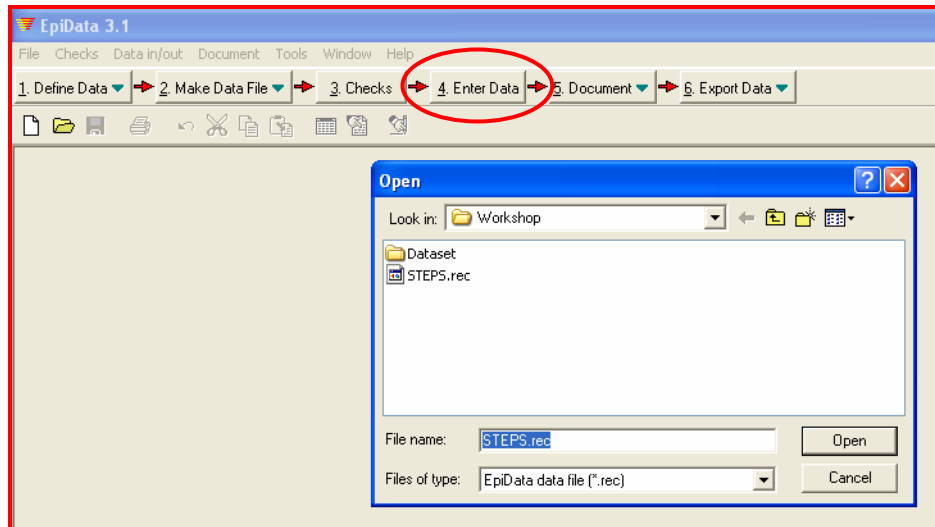 EpiData 3.1
File Checks Data in/out Document Tools Window Help
1. Define Data 2. Make Data File 3. Checks 4. Enter Data 5. Document 6. Export Data
Open
Look in: Workshop
Dataset
STEPS.rec
File name: STEPS.rec Open
Files of type: EpiData data file (*.rec) Cancel